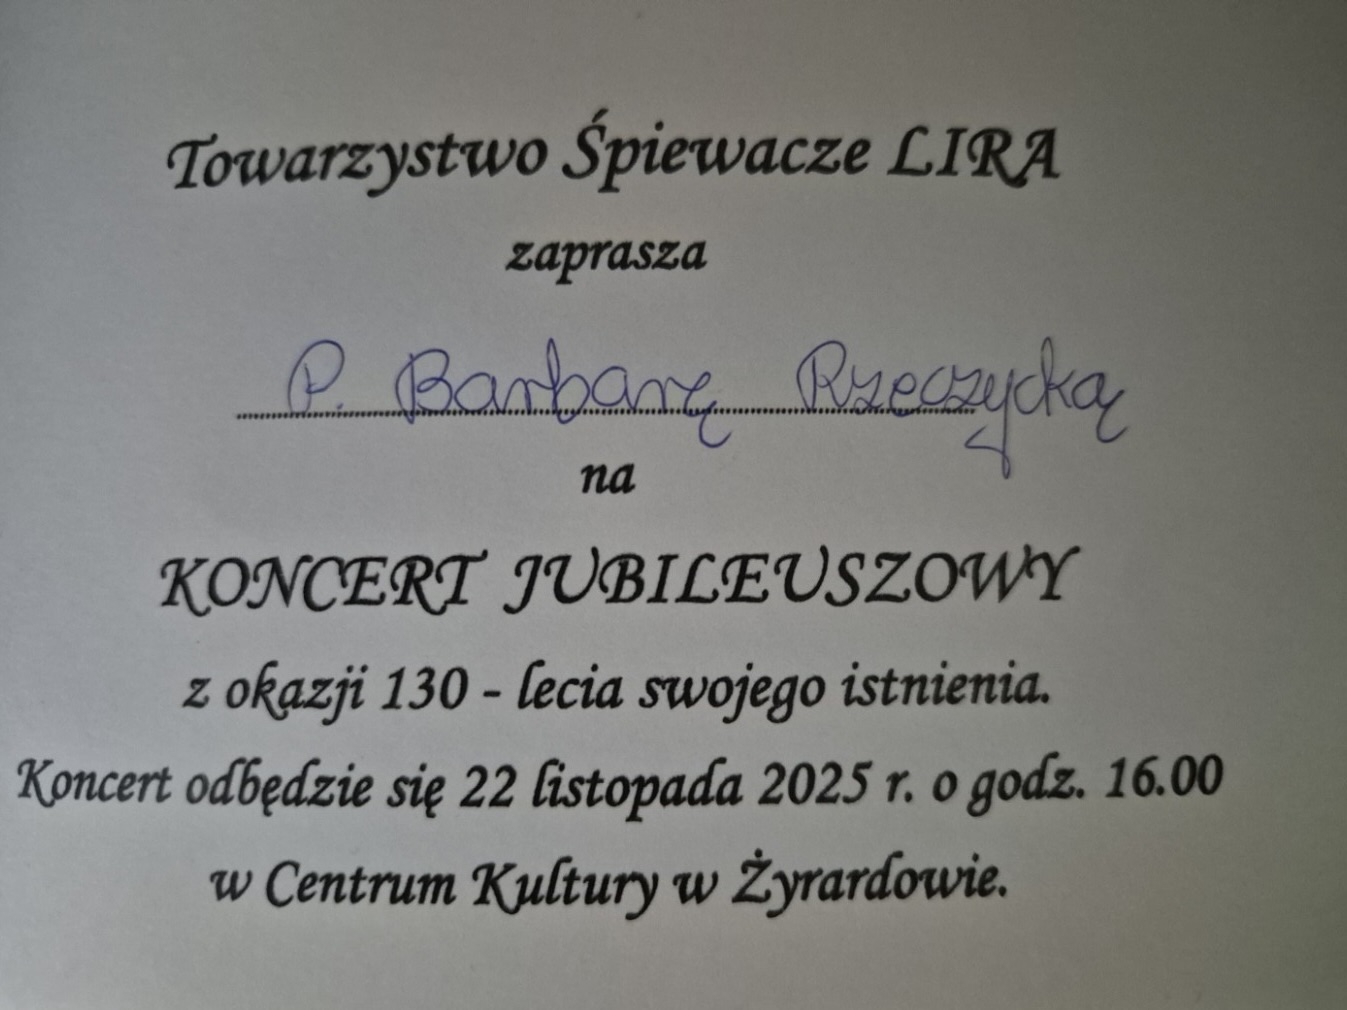 Towarzystwo Śpiewacze LIRA
zaprasza
P. Barbarę Rzeczycką
na
KONCERT JUBILEUSZOWY
z okazji 130 - lecia swojego istnienia.
Koncert odbędzie się 22 listopada 2025 r. o godz. 16.00
w Centrum Kultury w Żyrardowie.